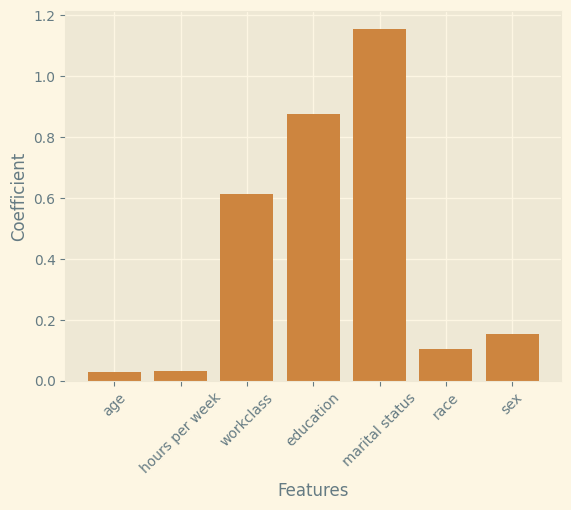 Coefficient
1.2
1.0
0.8
0.6
0.4
0.2
0.0
age
hours per week
workclass
education
marital status
race
sex
Features